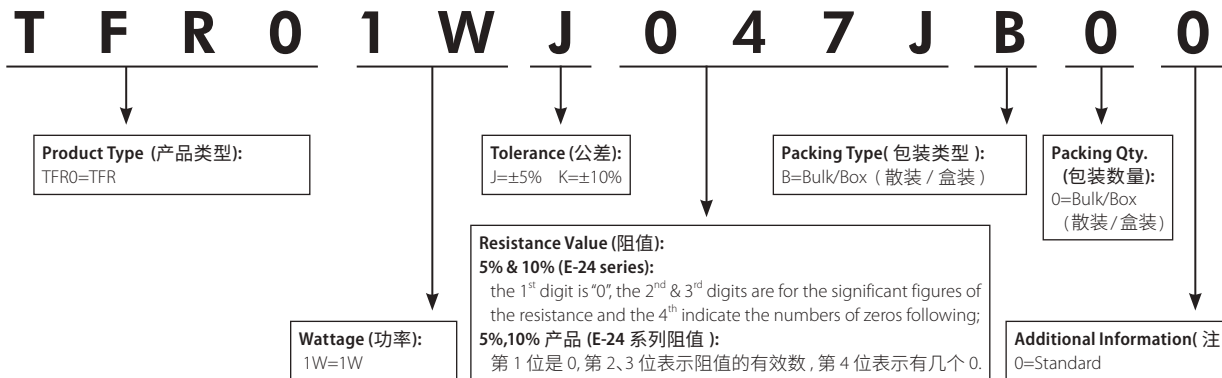 T F R 0 1 W J 0 4 7 J B 0 0
Product Type (产品类型):
TFR0=TFR
Tolerance (公差):
J=±5% K=±10%
Packing Type( 包装类型 ):
B=Bulk/Box ( 散装 / 盒装 )
Packing Qty.
(包装数量):
0=Bulk/Box
(散装/盒装)
Resistance Value (阻值):
5% & 10% (E-24 series):
the 1st digit is "0", the 2nd & 3rd digits are for the significant figures of
the resistance and the 4th indicate the numbers of zeros following;
5%,10% 产品 (E-24 系列阻值 ):
第 1 位是 0, 第 2、3 位表示阻值的有效数 , 第 4 位表示有几个 0.
Wattage (功率):
1W=1W
Additional Information( 注
0=Standard